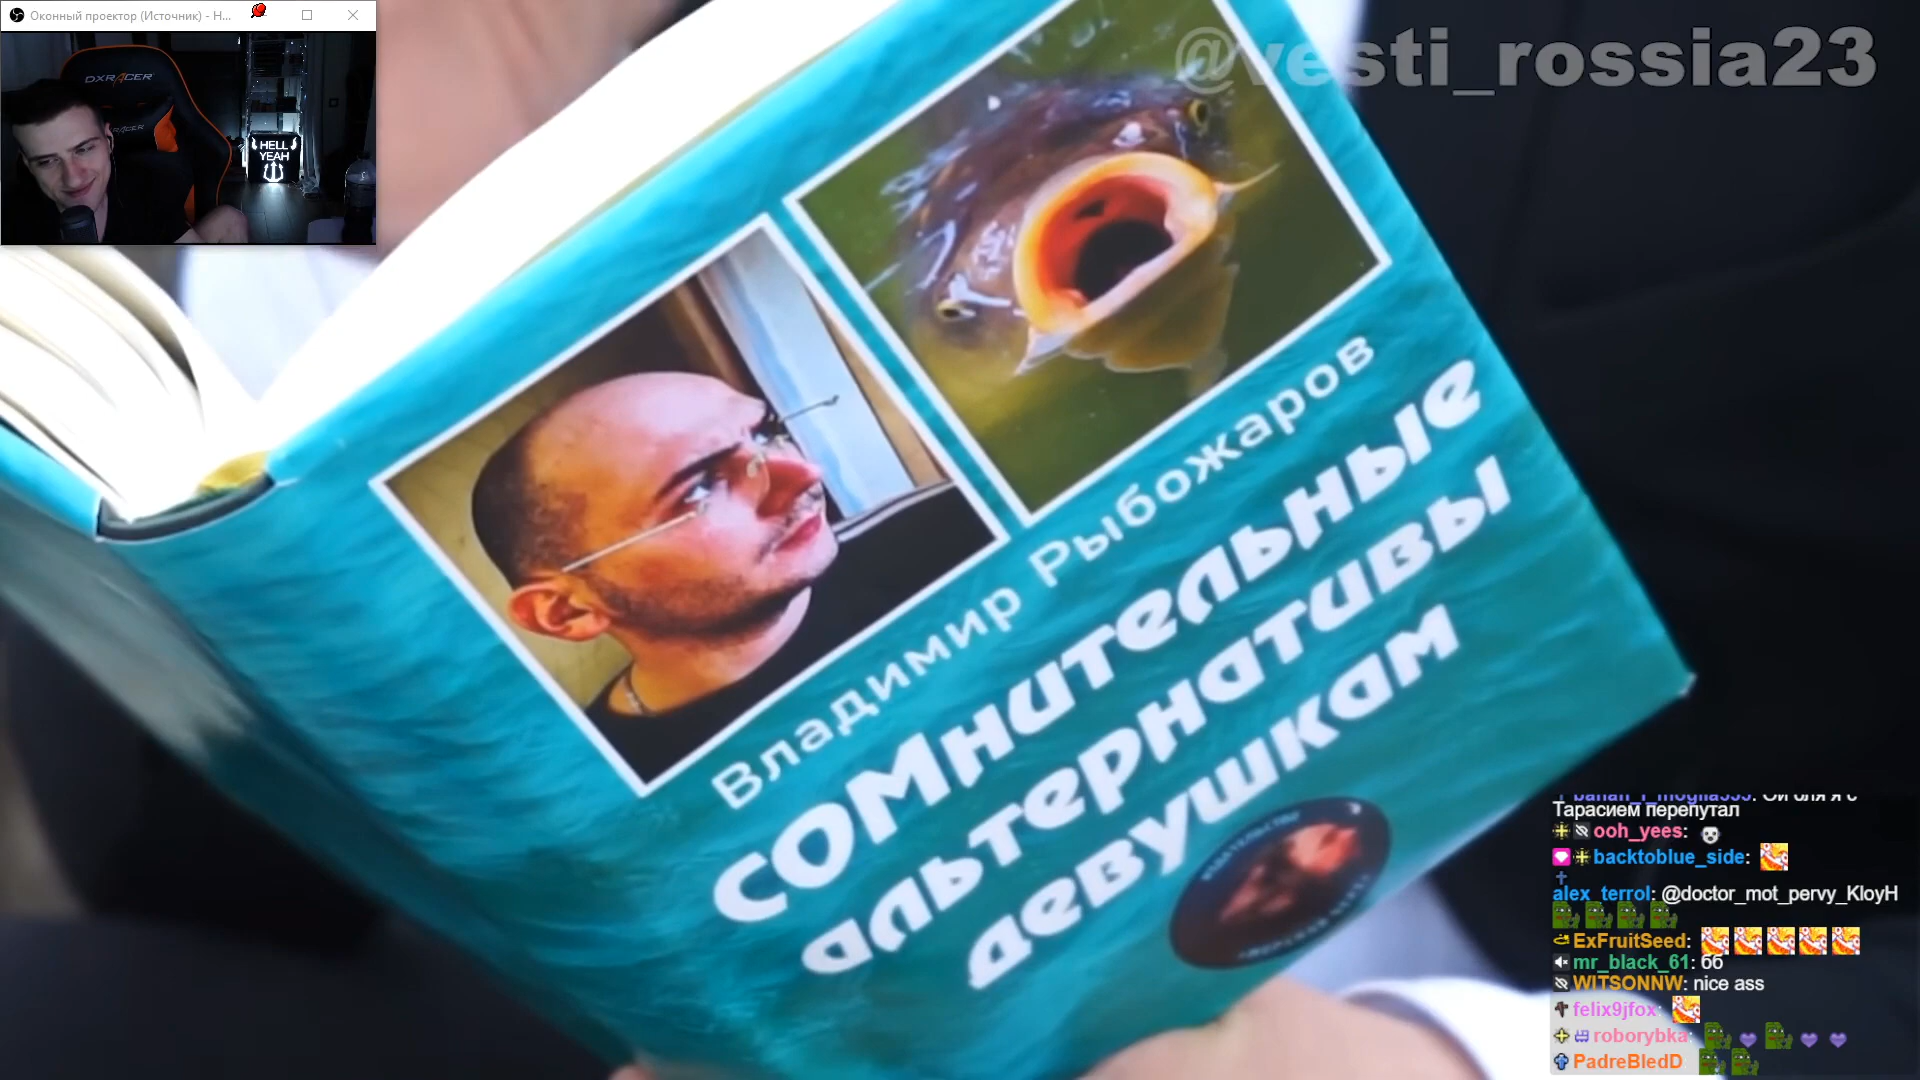 Оконный проектор (Источник) - Н...
@vesti_rossia23
DXRACER
HELL
YEAH
Владимир Рыбожаров
СОМНительные
альтернативы
девушкам
Тарасием перепутал
ooh_yees:
backtoblue_side:
alex_terrol: @doctor_mot_pervy_KloyH
ExFruitSeed:
mr_black_61: 66
WITSONNW: nice ass
felix9jfox:
roborybka:
PadreBledD